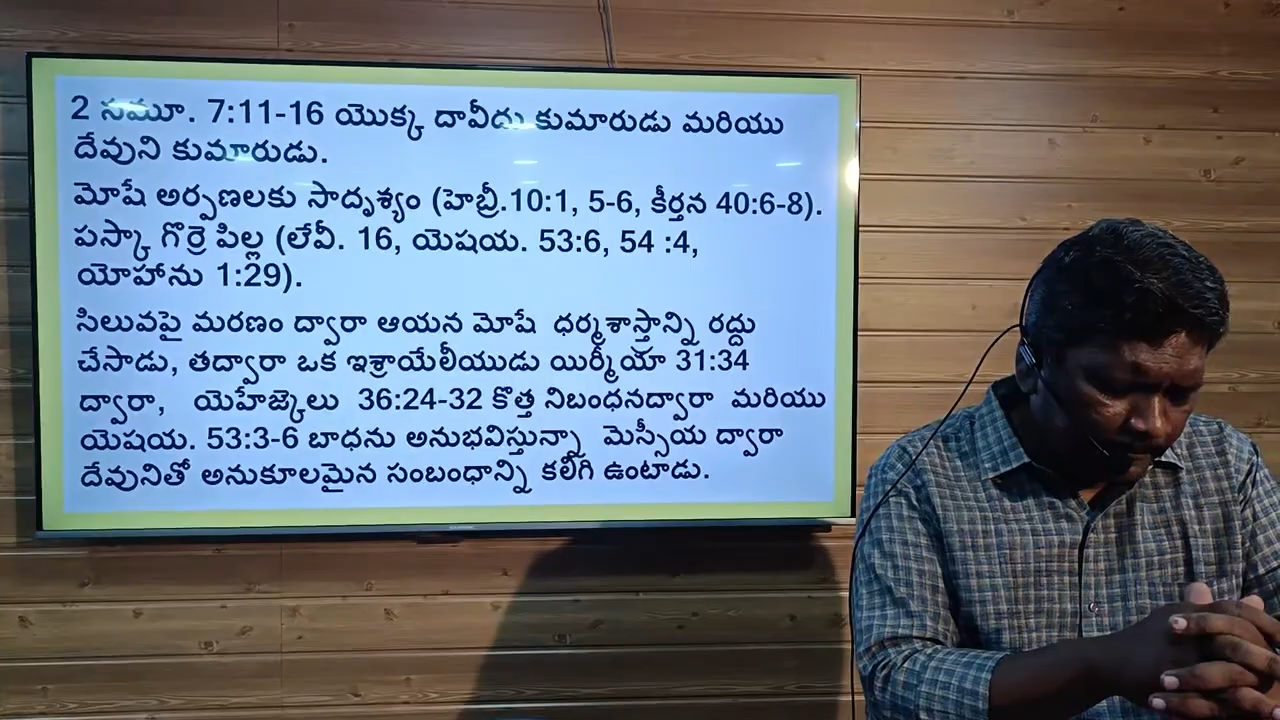 2 సమూ. 7:11-16 యొక్క దావీదు కుమారుడు మరియు
దేవుని కుమారుడు.
మోషే అర్పణలకు సాదృశ్యం (హెబ్రీ.10:1, 5-6, కీర్తన 40:6-8).
పస్కా గొర్రె పిల్ల (లేవీ. 16, యెషయ. 53:6, 54 :4,
యోహాను 1:29).
సిలువపై మరణం ద్వారా ఆయన మోషే ధర్మశాస్త్రాన్ని రద్దు
చేసాడు, తద్వారా ఒక ఇశ్రాయేలీయుడు యిర్మీయా 31:34
ద్వారా, యెహేజ్కెలు 36:24-32 కొత్త నిబంధనద్వారా మరియు
యెషయ. 53:3-6 బాధను అనుభవిస్తున్నా మెస్సీయ ద్వారా
దేవునితో అనుకూలమైన సంబంధాన్ని కలిగి ఉంటాడు.